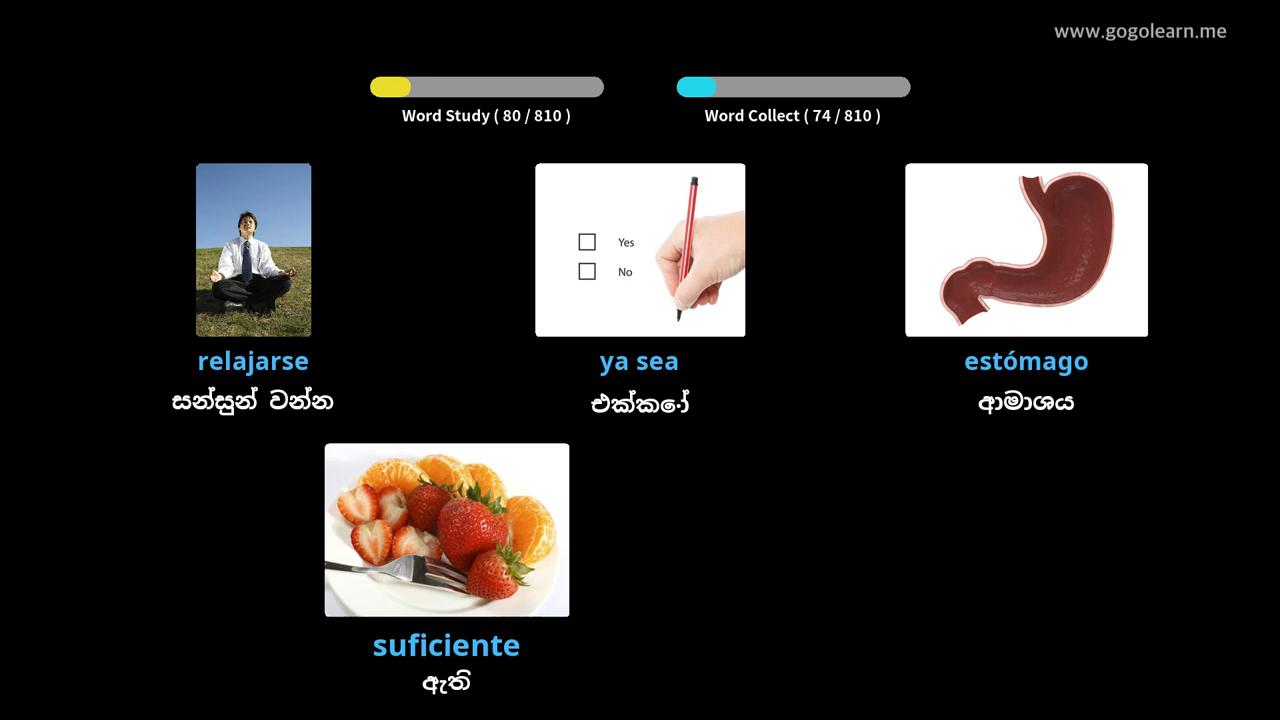 www.gogolearn.me
Word Study ( 80 / 810 )
Word Collect ( 74 / 810 )
Yes
No
relajarse
සන්සුන් වන්න
ya sea
එක්කෝ
estómago
ආමාශය
suficiente
ඇති